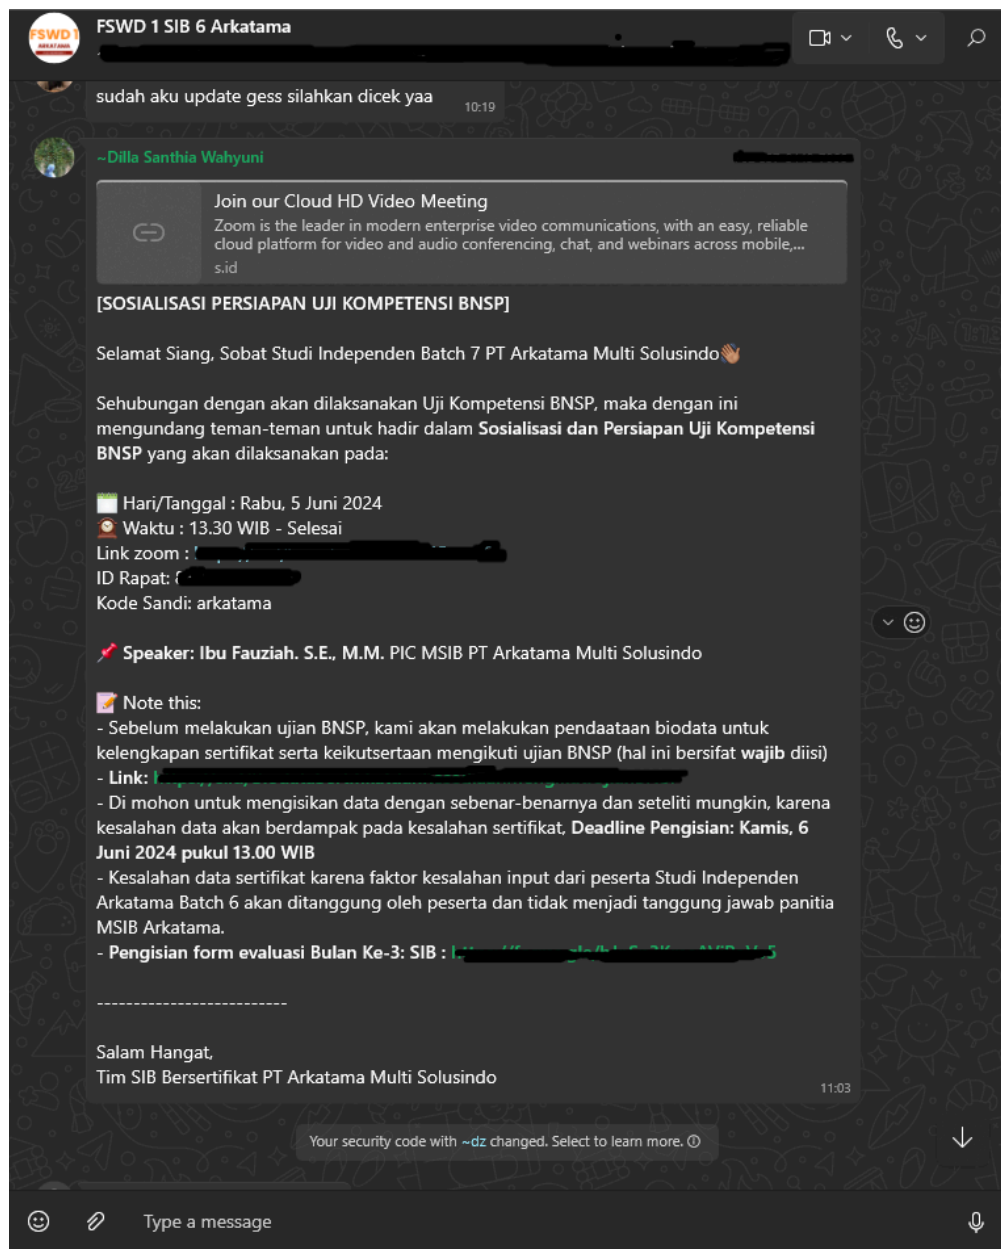 FSWD 1 SIB 6 Arkatama
FSWD 1
ARKATAMA
sudah aku update gess silahkan dicek yaa
10:19
~Dilla Santhia Wahyuni
Join our Cloud HD Video Meeting
Zoom is the leader in modern enterprise video communications, with an easy, reliable
cloud platform for video and audio conferencing, chat, and webinars across mobile,...
s.id
[SOSIALISASI PERSIAPAN UJI KOMPETENSI BNSP]
Selamat Siang, Sobat Studi Independen Batch 7 PT Arkatama Multi Solusindo👋🏽
Sehubungan dengan akan dilaksanakan Uji Kompetensi BNSP, maka dengan ini
mengundang teman-teman untuk hadir dalam Sosialisasi dan Persiapan Uji Kompetensi
BNSP yang akan dilaksanakan pada:
🗓️ Hari/Tanggal : Rabu, 5 Juni 2024
🕰️ Waktu : 13.30 WIB - Selesai
Link zoom :
ID Rapat:
Kode Sandi: arkatama
📌 Speaker: Ibu Fauziah. S.E., M.M. PIC MSIB PT Arkatama Multi Solusindo
📝 Note this:
- Sebelum melakukan ujian BNSP, kami akan melakukan pendaataan biodata untuk
kelengkapan sertifikat serta keikutsertaan mengikuti ujian BNSP (hal ini bersifat wajib diisi)
- Link:
- Di mohon untuk mengisikan data dengan sebenar-benarnya dan seteliti mungkin, karena
kesalahan data akan berdampak pada kesalahan sertifikat, Deadline Pengisian: Kamis, 6
Juni 2024 pukul 13.00 WIB
- Kesalahan data sertifikat karena faktor kesalahan input dari peserta Studi Independen
Arkatama Batch 6 akan ditanggung oleh peserta dan tidak menjadi tanggung jawab panitia
MSIB Arkatama.
- Pengisian form evaluasi Bulan Ke-3: SIB :
---------------------------
Salam Hangat,
Tim SIB Bersertifikat PT Arkatama Multi Solusindo
11:03
Your security code with ~dz changed. Select to learn more.
Type a message